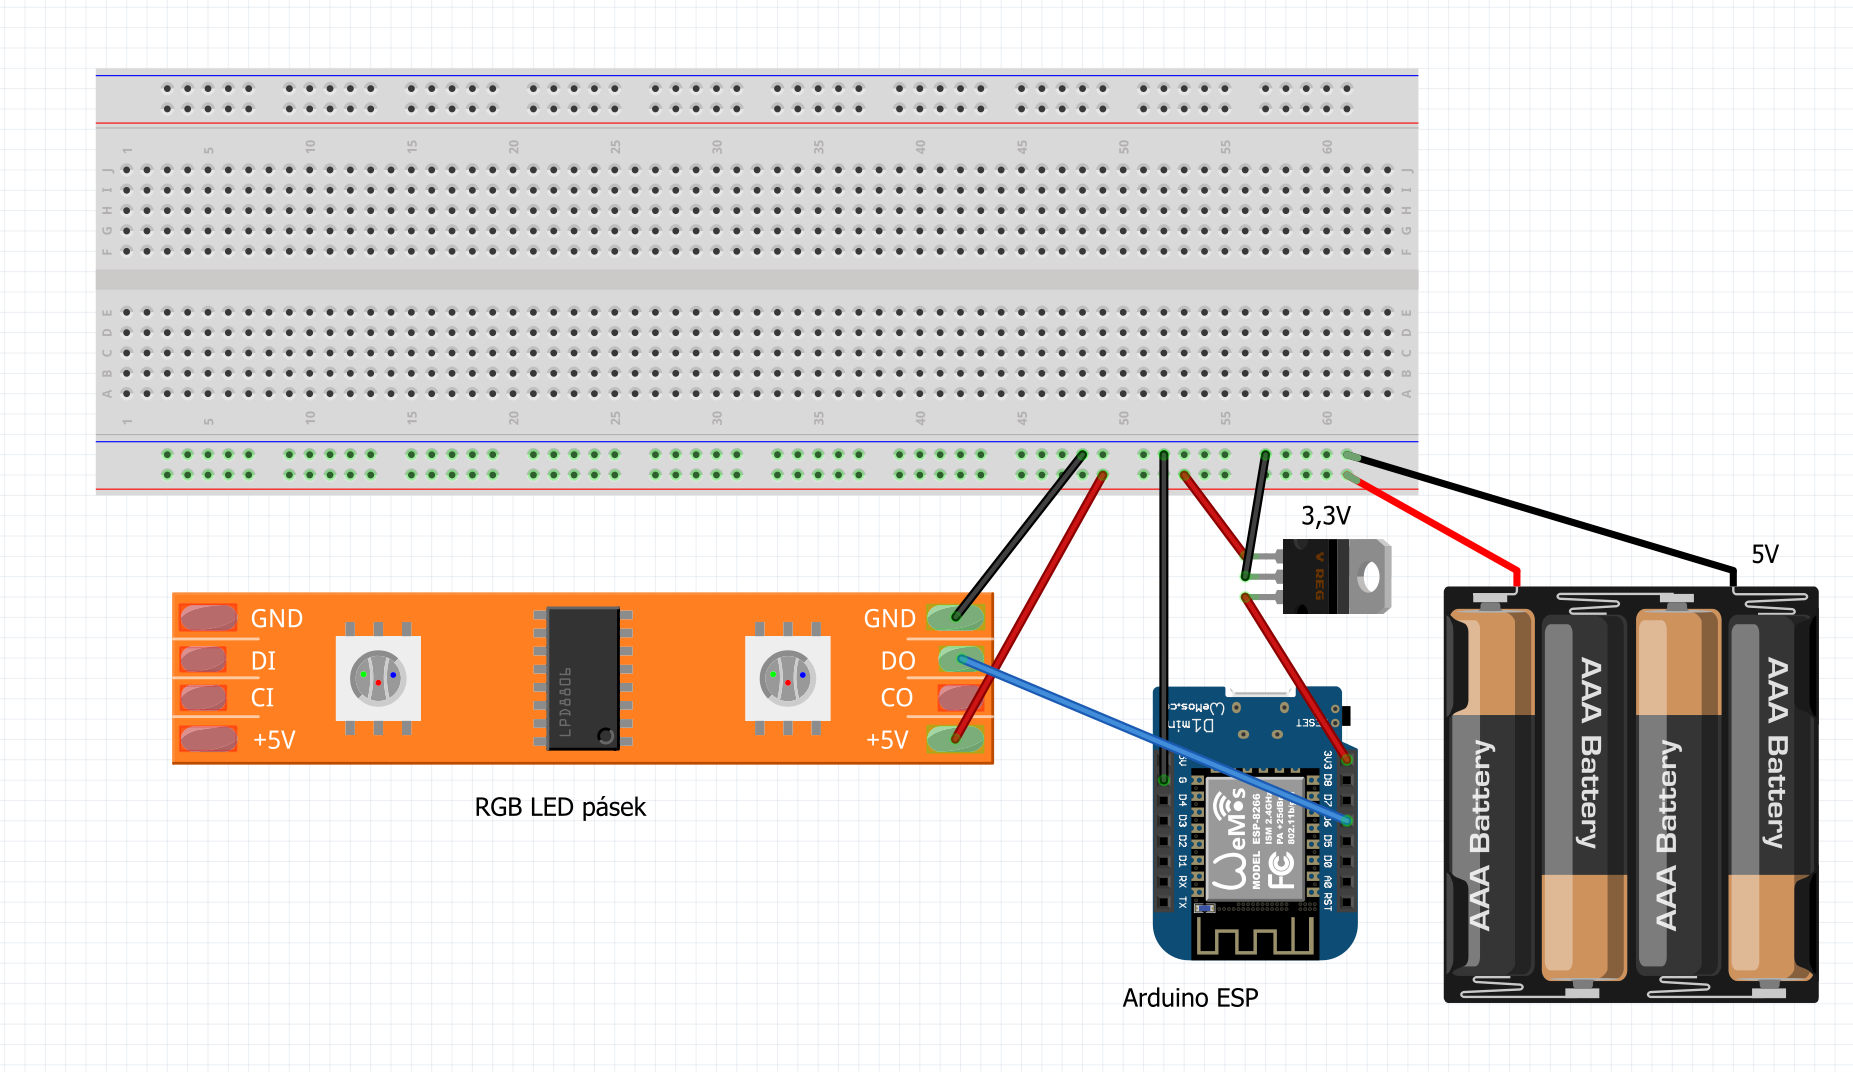 1 5 10 15 20 25 30 35 40 45 50 55 60
J J
I I
H H
G G
F F
E E
D D
C C
B B
A A
1 5 10 15 20 25 30 35 40 45 50 55 60
3,3V
V REG
5V
GND GND
DI DO
CI CO
+5V +5V
LPD8806
RGB LED pásek
WeMos.c
D1 mini
RESET
5V G D4 D3 D2 D1 RX TX
3V3 D8 D7 D6 D5 D0 A0 RST
WeMos
MODEL ESP-8266
ISM 2.4GHz
PA +25dBm
802.11b/g
FC
Arduino ESP
AAA Battery
AAA Battery
AAA Battery
AAA Battery